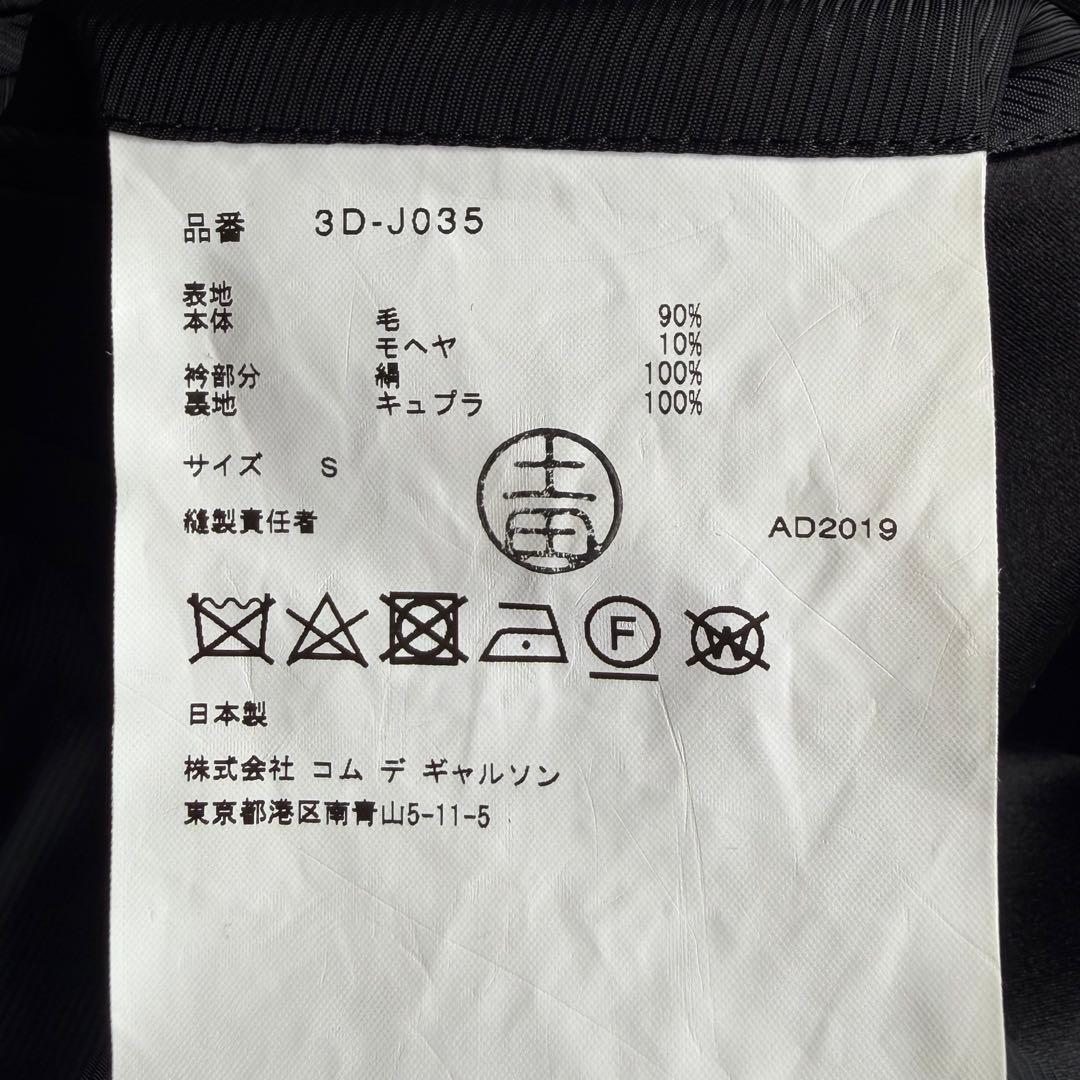 品番 3D-J035
表地
本体 毛 90%
モヘヤ 10%
衿部分 絹 100%
裏地 キュプラ 100%
サイズ S
縫製責任者 AD2019
F W
日本製
株式会社 コム デ ギャルソン
東京都港区南青山5-11-5